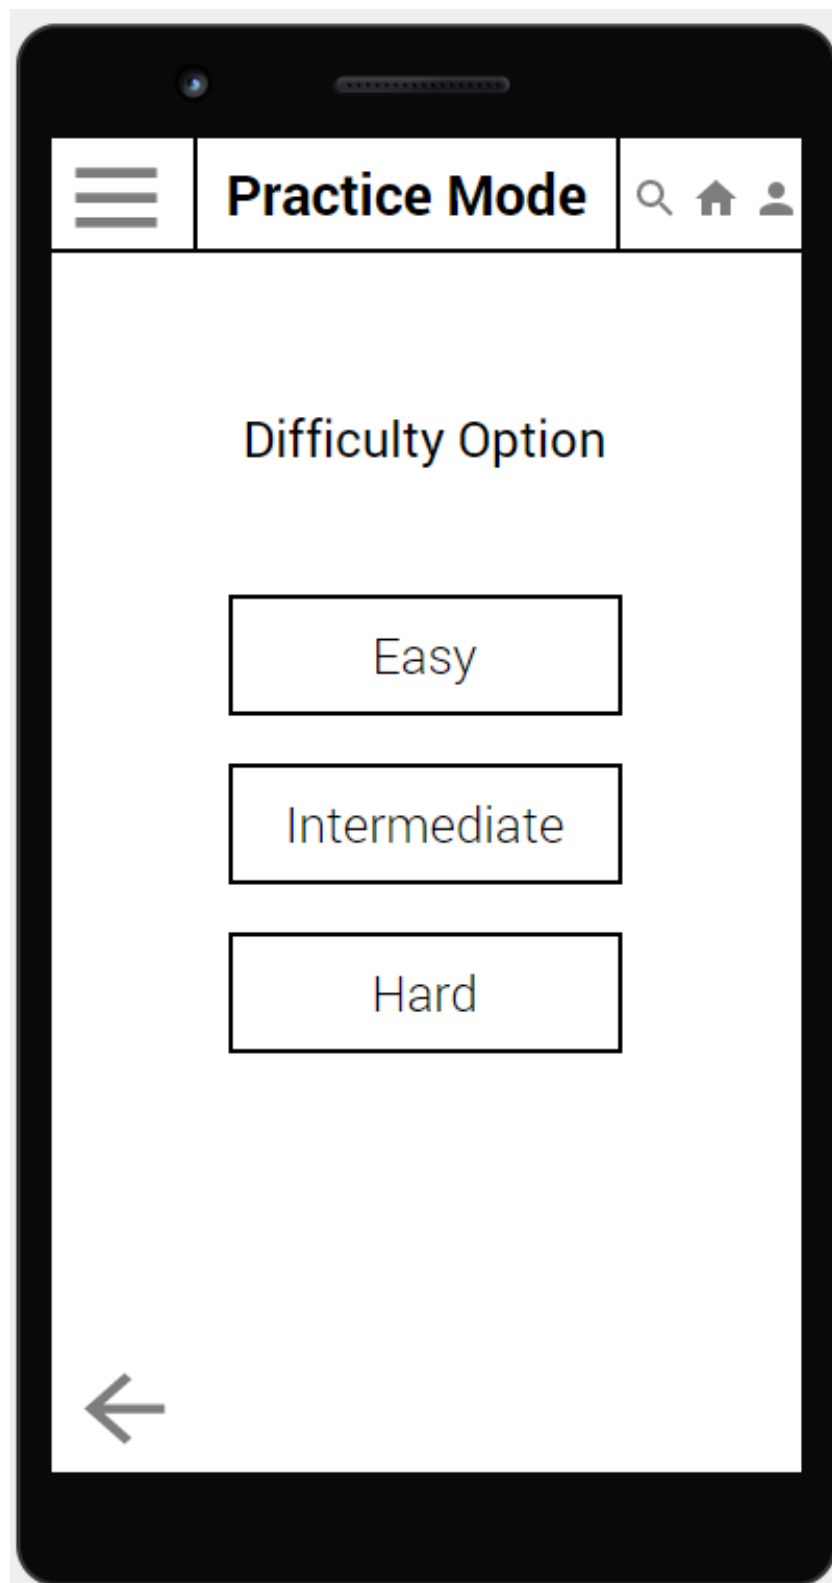 Practice Mode
Difficulty Option
Easy
Intermediate
Hard